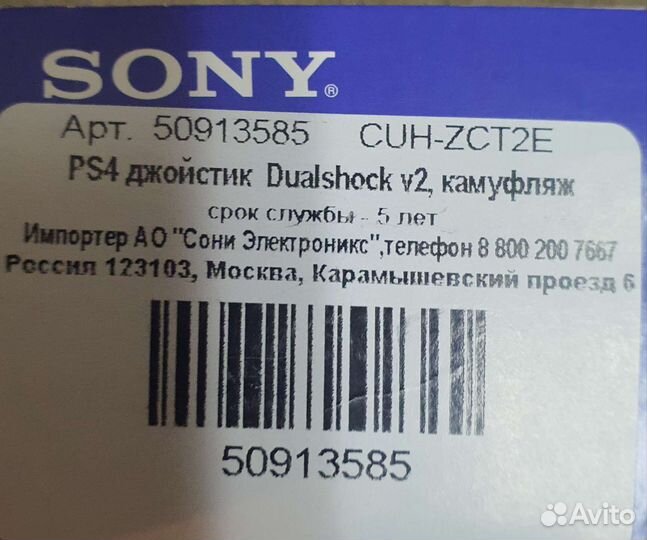 SONY®
Арт. 50913585 CUH-ZCT2E
PS4 джойстик Dualshock v2, камуфляж
срок службы - 5 лет
Импортер АО "Сони Электроникс",телефон 8 800 200 7667
Россия 123103, Москва, Карамышевский проезд 6
50913585
Avito